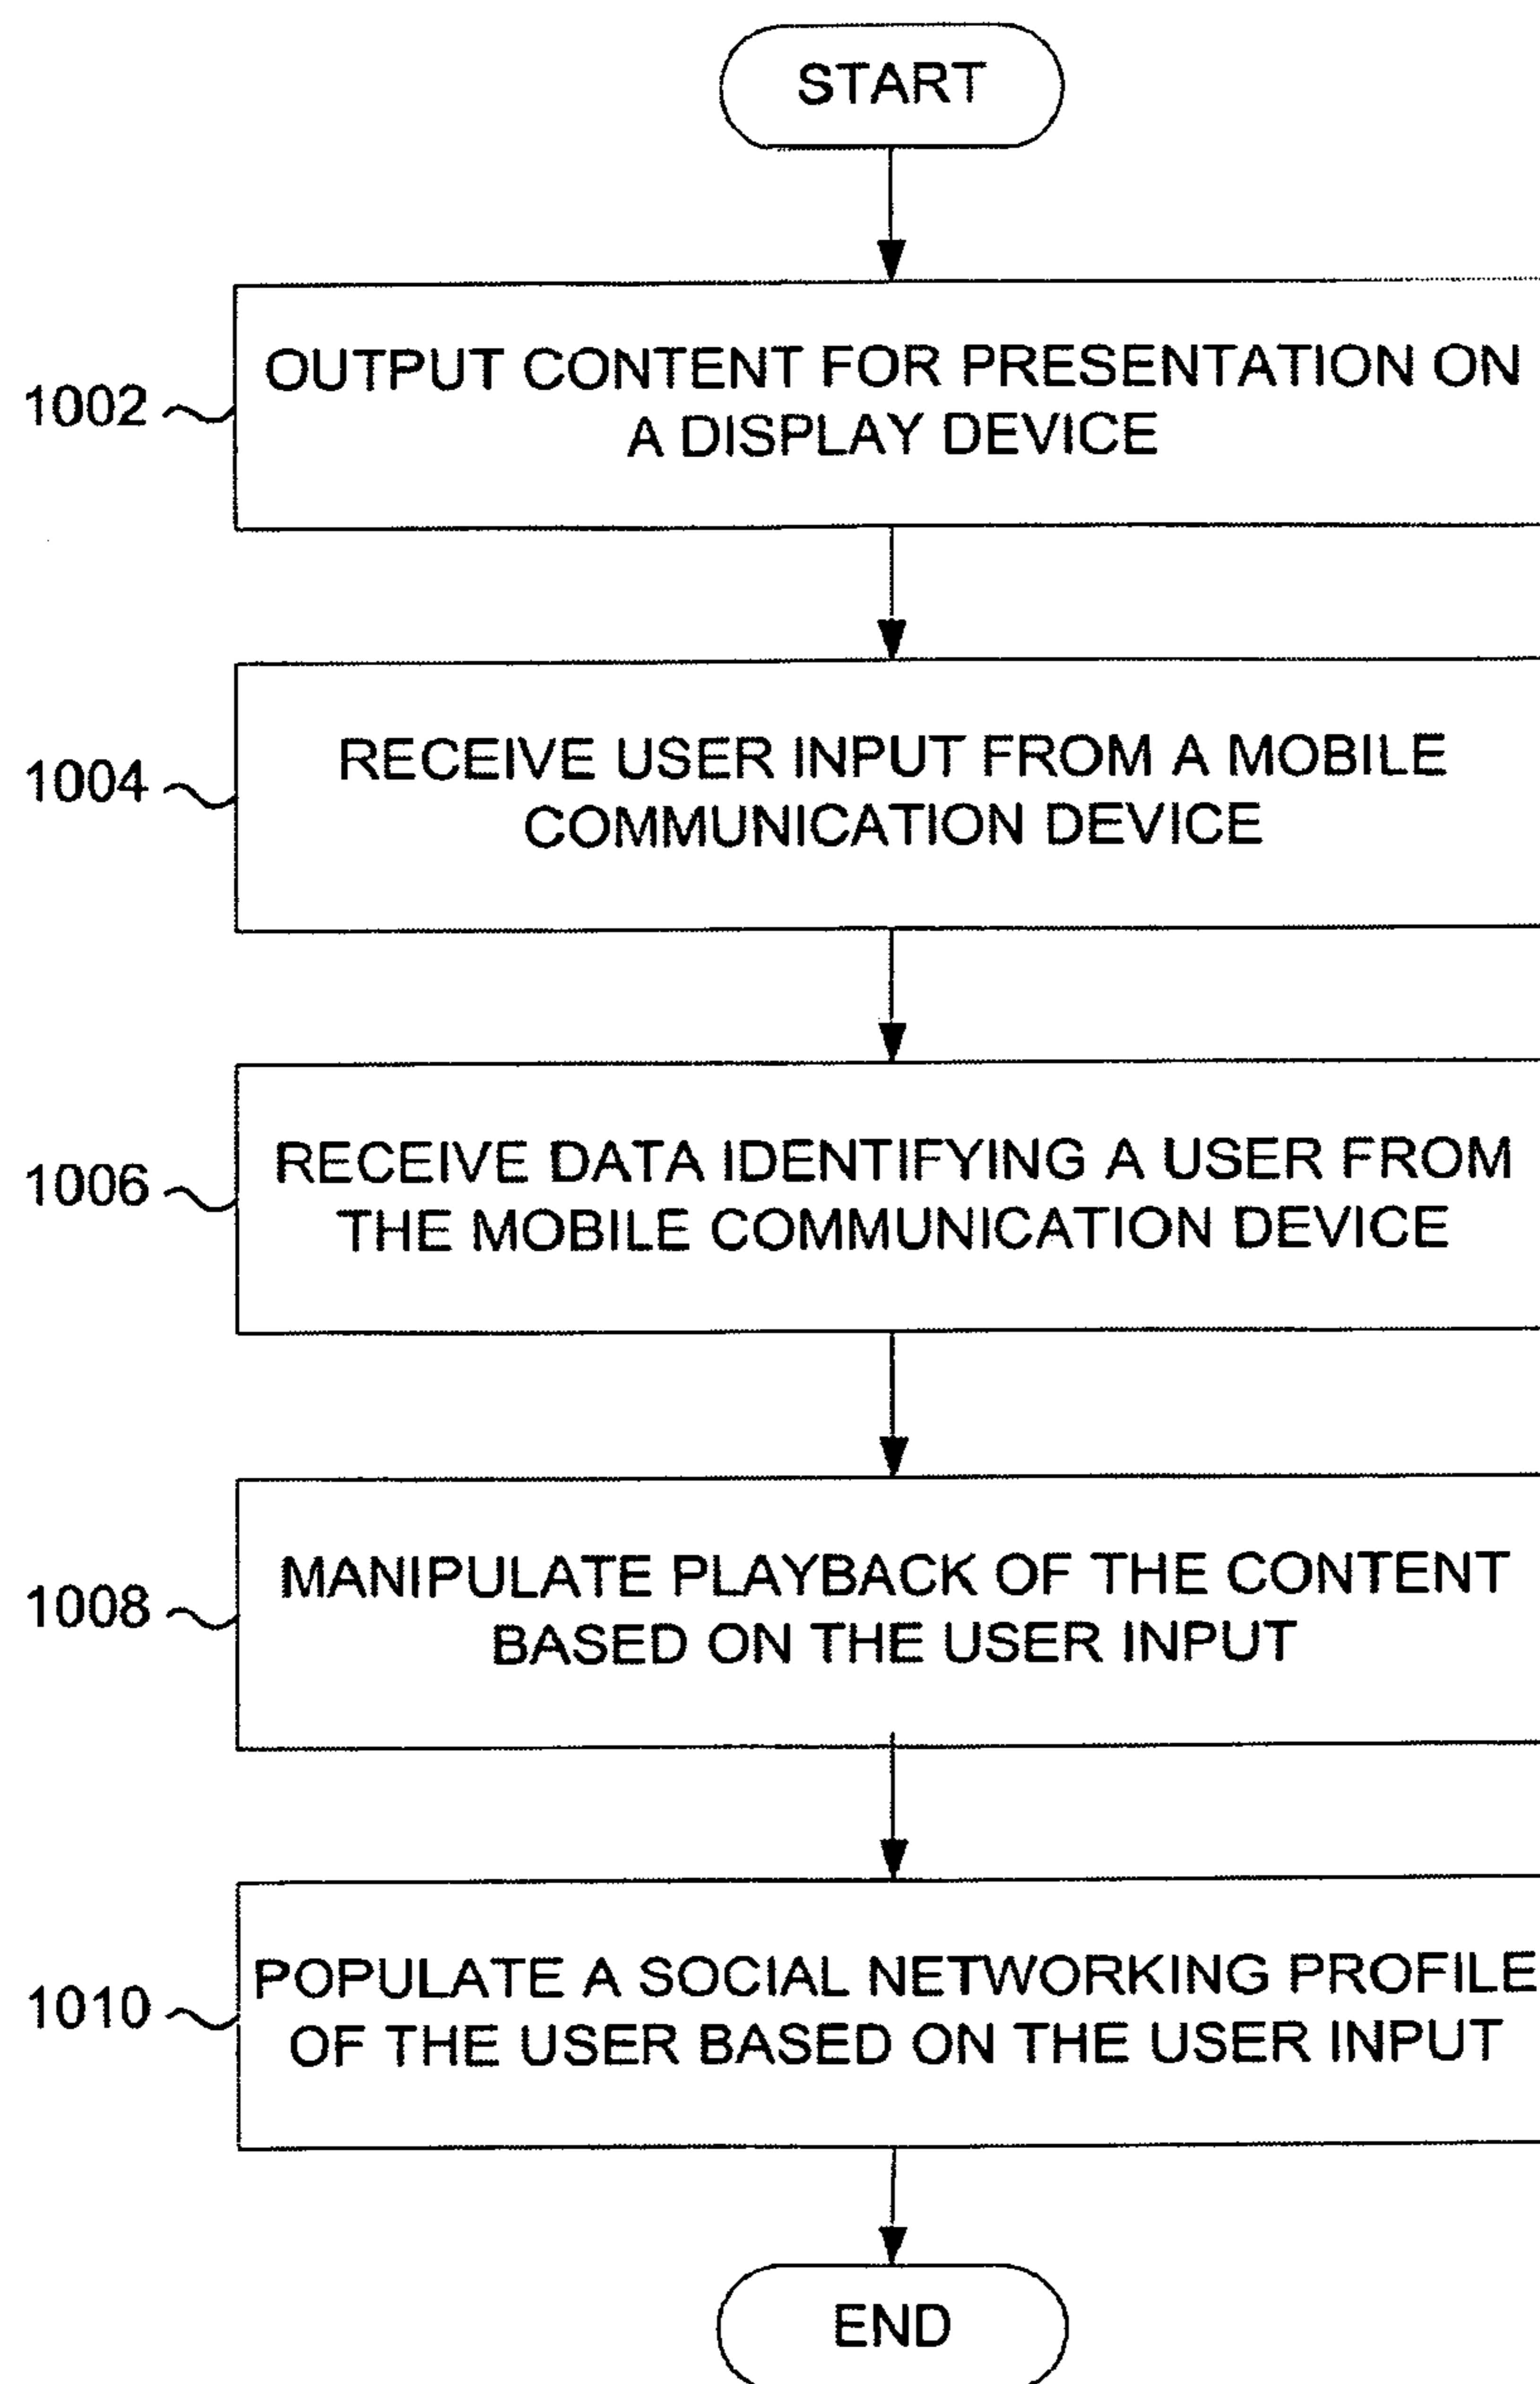 START
1002
OUTPUT CONTENT FOR PRESENTATION ON
A DISPLAY DEVICE
1004
RECEIVE USER INPUT FROM A MOBILE
COMMUNICATION DEVICE
1006
RECEIVE DATA IDENTIFYING A USER FROM
THE MOBILE COMMUNICATION DEVICE
1008
MANIPULATE PLAYBACK OF THE CONTENT
BASED ON THE USER INPUT
1010
POPULATE A SOCIAL NETWORKING PROFILE
OF THE USER BASED ON THE USER INPUT
END